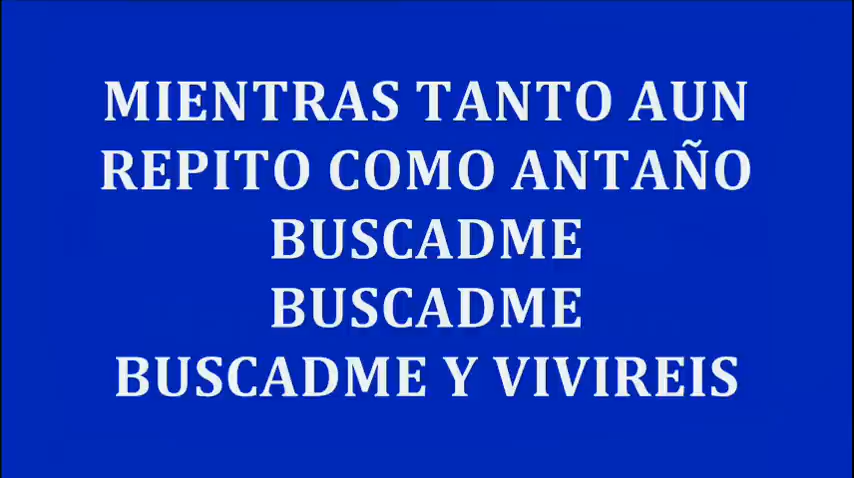 MIENTRAS TANTO AUN
REPITO COMO ANTAÑO
BUSCADME
BUSCADME
BUSCADME Y VIVIREIS